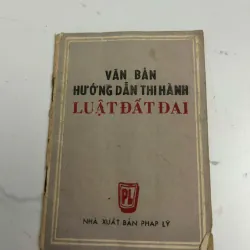 VĂN BẢN
HƯỚNG DẪN THI HÀNH
LUẬT ĐẤT ĐAI
PL
NHÀ XUẤT BẢN PHÁP LÝ